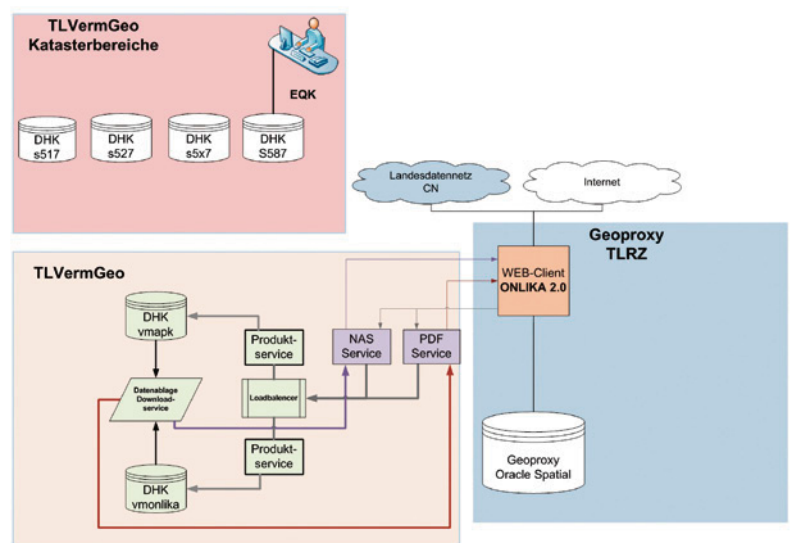 TLVermGeo
Katasterbereiche
EQK
DHK
s517
DHK
s527
DHK
s5x7
DHK
S587
Landesdatennetz
CN
Internet
Geoproxy
TLRZ
WEB-Client
ONLIKA 2.0
Geoproxy
Oracle Spatial
TLVermGeo
DHK
vmapk
Produkt-
service
NAS
Service
PDF
Service
Datenablage
Download-
service
Loadbalencer
Produkt-
service
DHK
vmonlika